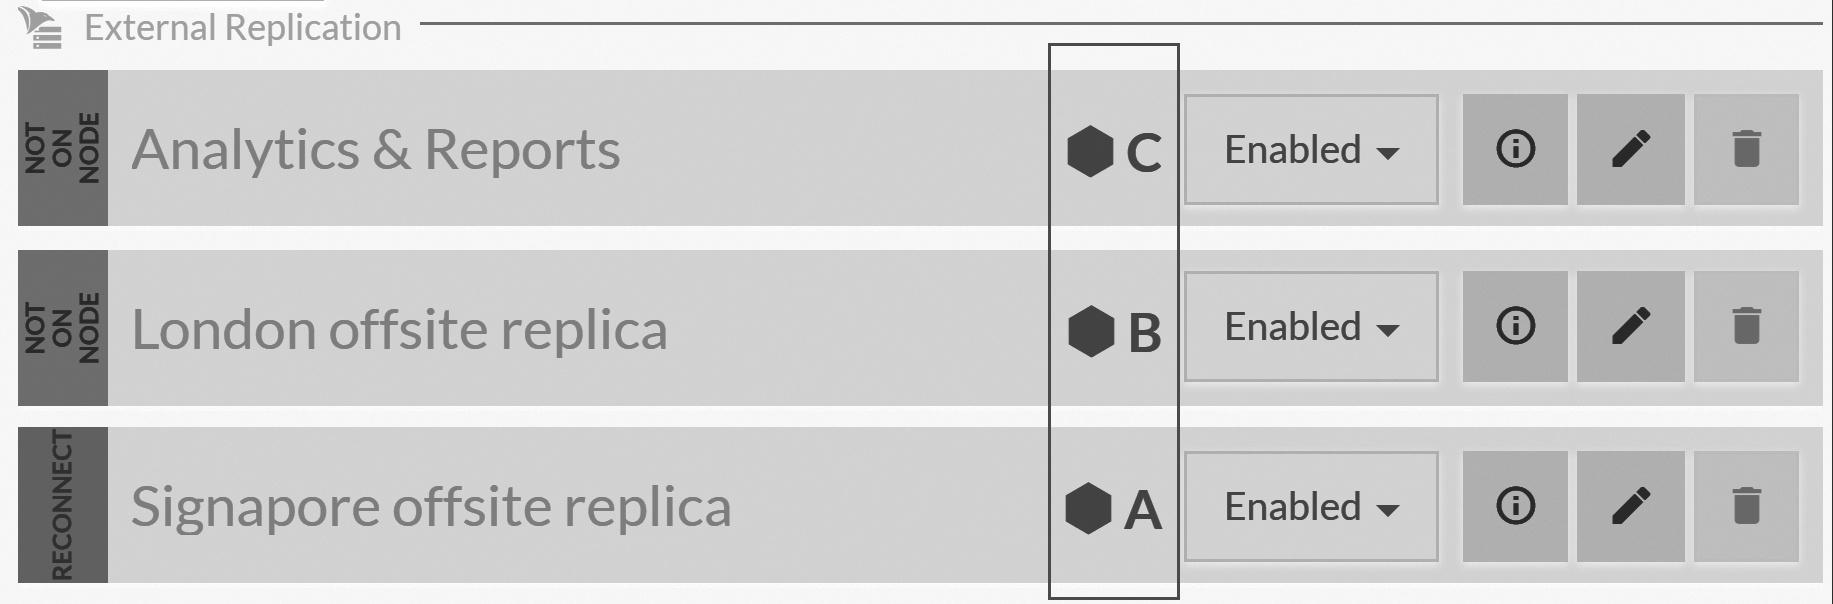 External Replication
NOT
ON
NODE
Analytics & Reports
C
Enabled
NOT
ON
NODE
London offsite replica
B
Enabled
RECONNECT
Signapore offsite replica
A
Enabled